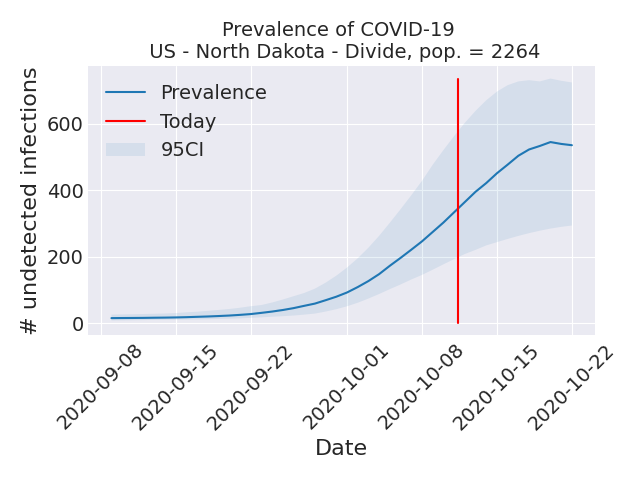 Prevalence of COVID-19
US - North Dakota - Divide, pop. = 2264
# undetected infections
600
400
200
0
Prevalence
Today
95CI
2020-09-08
2020-09-15
2020-09-22
2020-10-01
2020-10-08
2020-10-15
2020-10-22
Date